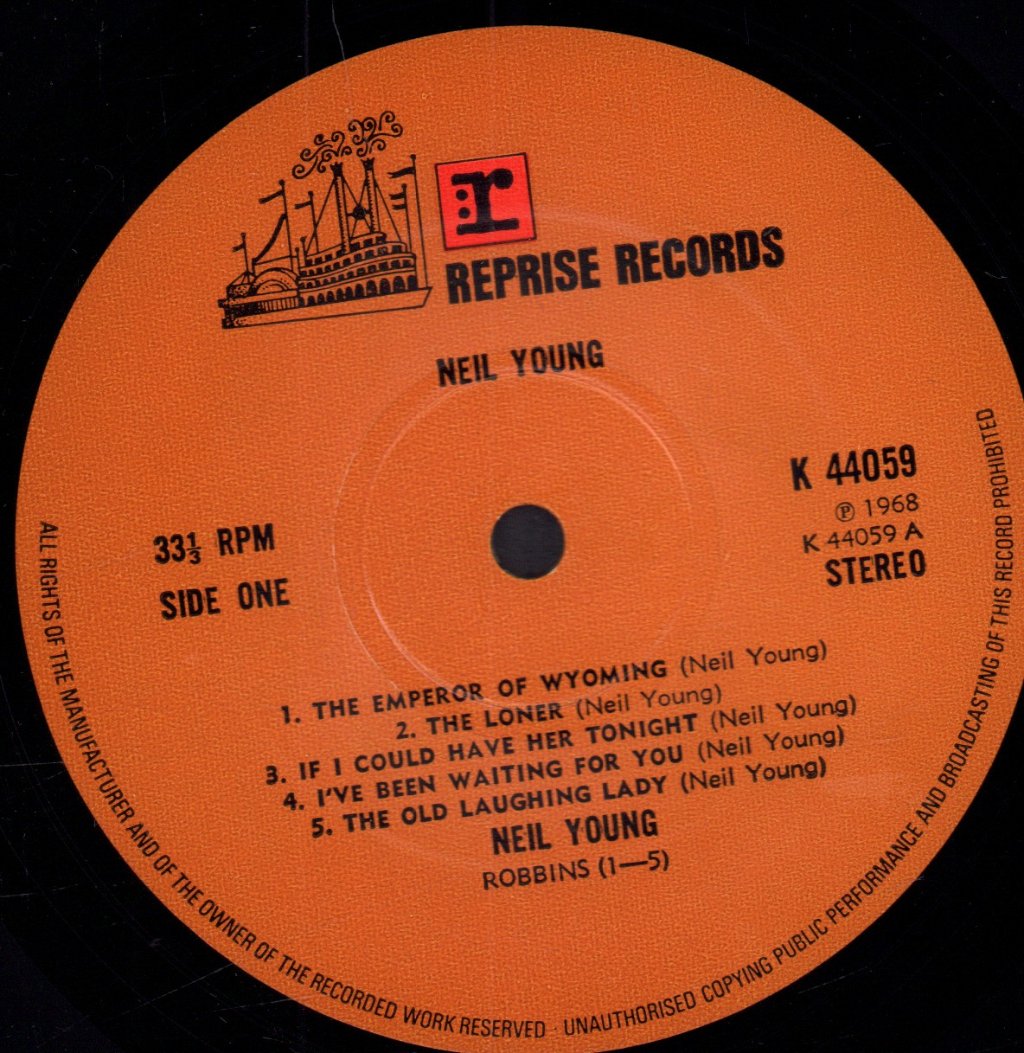 r
REPRISE RECORDS
NEIL YOUNG
K 44059
℗ 1968
K 44059 A
STEREO
33⅓ RPM
SIDE ONE
1. THE EMPEROR OF WYOMING (Neil Young)
2. THE LONER (Neil Young)
3. IF I COULD HAVE HER TONIGHT (Neil Young)
4. I'VE BEEN WAITING FOR YOU (Neil Young)
5. THE OLD LAUGHING LADY (Neil Young)
NEIL YOUNG
ROBBINS (1—5)
ALL RIGHTS OF THE MANUFACTURER AND OF THE OWNER OF THE RECORDED WORK RESERVED · UNAUTHORISED COPYING PUBLIC PERFORMANCE AND BROADCASTING OF THIS RECORD PROHIBITED